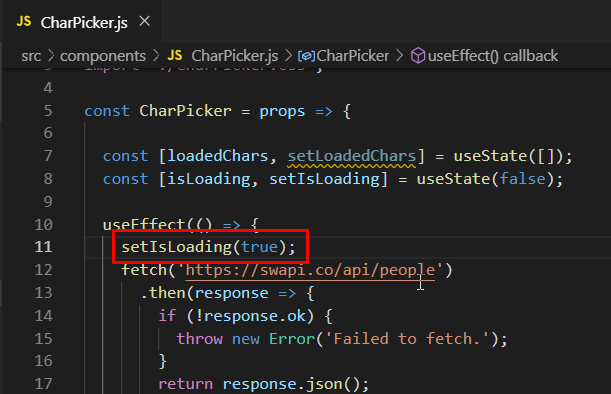 JS CharPicker.js ×
src > components > JS CharPicker.js > CharPicker > useEffect() callback
4
5 const CharPicker = props => {
6
7 const [loadedChars, setLoadedChars] = useState([]);
8 const [isLoading, setIsLoading] = useState(false);
9
10 useEffect(() => {
11 setIsLoading(true);
12 fetch('https://swapi.co/api/people')
13 .then(response => {
14 if (!response.ok) {
15 throw new Error('Failed to fetch.');
16 }
17 return response.json();